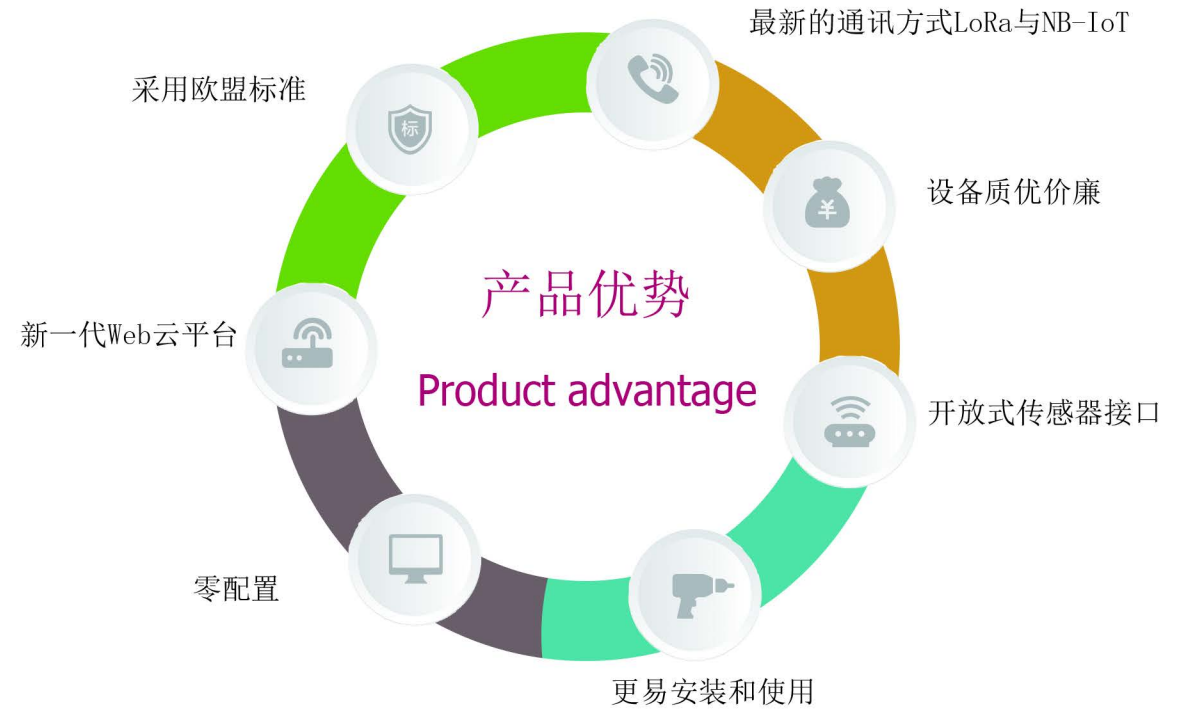 最新的通讯方式LoRa与NB-IoT
采用欧盟标准
标
设备质优价廉
¥
产品优势
新一代Web云平台
Product advantage
开放式传感器接口
零配置
更易安装和使用